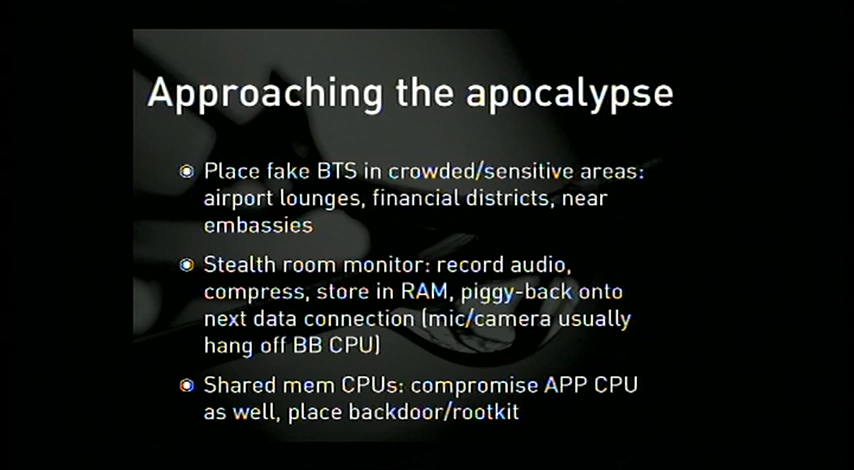 Approaching the apocalypse
Place fake BTS in crowded/sensitive areas:
airport lounges, financial districts, near
embassies
Stealth room monitor: record audio,
compress, store in RAM, piggy-back onto
next data connection (mic/camera usually
hang off BB CPU)
Shared mem CPUs: compromise APP CPU
as well, place backdoor/rootkit